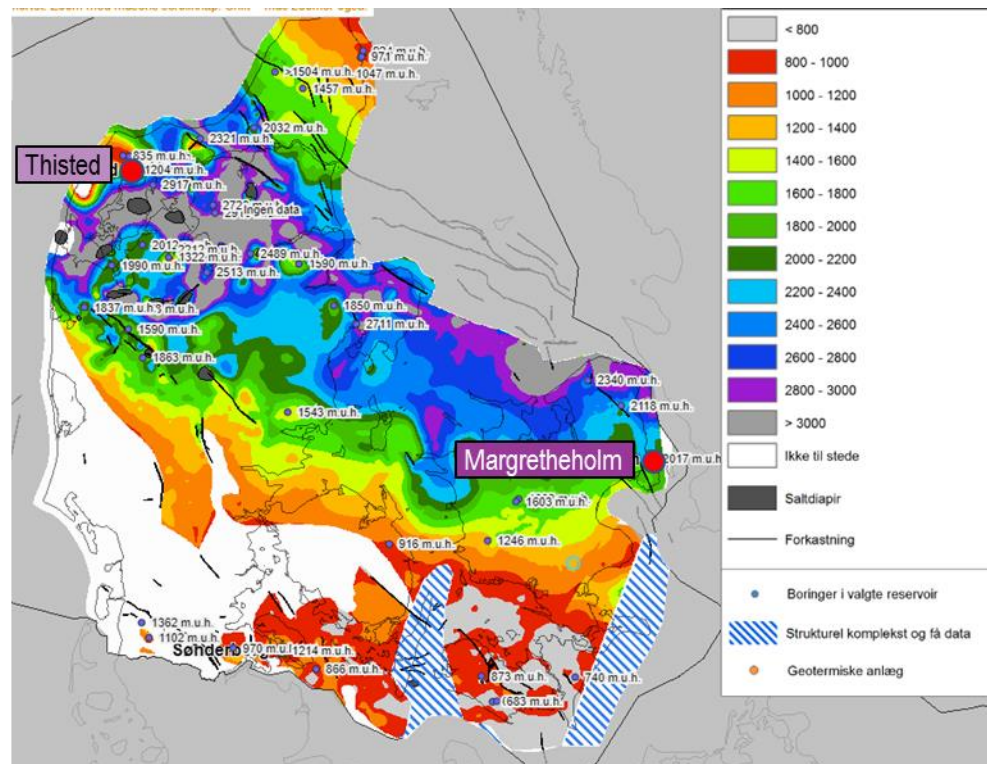 1504 m.u.h.
971 m.u.h.
1047 m.u.h.
1457 m.u.h.
2032 m.u.h.
2321 m.u.h.
835
Thisted
1204 m.u.h.
2917 m.u.h.
Ingen data
2012
1322 m.u.h.
2489 m.u.h.
1590 m.u.h.
1990 m.u.h.
2513 m.u.h.
1837 m.u.h.
1850 m.u.h.
2711 m.u.h.
1590 m.u.h.
1863 m.u.h.
2340 m.u.h.
2118 m.u.h.
1543 m.u.h.
Margretheholm
2017 m.u.h.
1603 m.u.h.
1246 m.u.h.
916 m.u.h.
1362 m.u.h.
1102 m.u.h.
970 m.u.h.
1214 m.u.h.
866 m.u.h.
873 m.u.h.
740 m.u.h.
683 m.u.h.
< 800
800 - 1000
1000 - 1200
1200 - 1400
1400 - 1600
1600 - 1800
1800 - 2000
2000 - 2200
2200 - 2400
2400 - 2600
2600 - 2800
2800 - 3000
> 3000
Ikke til stede
Saltdiapir
Forkastning
Boringer i valgte reservoir
Strukturel komplekst og få data
Geotermiske anlæg